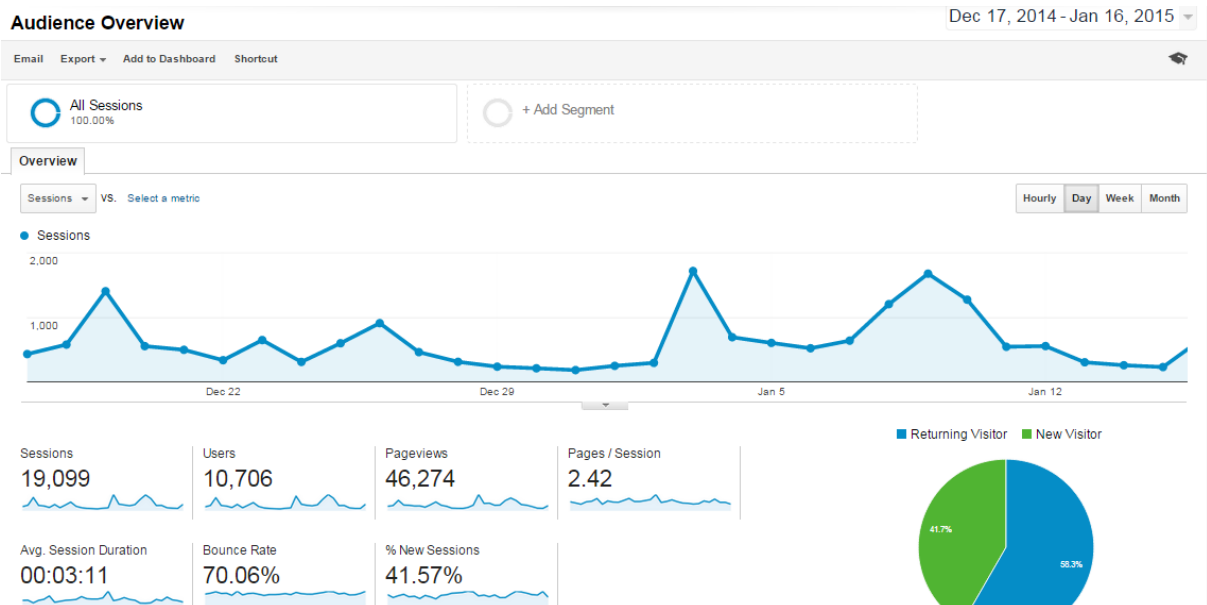 Audience Overview
Dec 17, 2014 - Jan 16, 2015
Email Export Add to Dashboard Shortcut
All Sessions
100.00%
+ Add Segment
Overview
Sessions VS. Select a metric
Hourly Day Week Month
Sessions
2,000
1,000
Dec 22 Dec 29 Jan 5 Jan 12
Returning Visitor New Visitor
Sessions Users Pageviews Pages / Session
19,099 10,706 46,274 2.42
41.7%
58.3%
Avg. Session Duration Bounce Rate % New Sessions
00:03:11 70.06% 41.57%